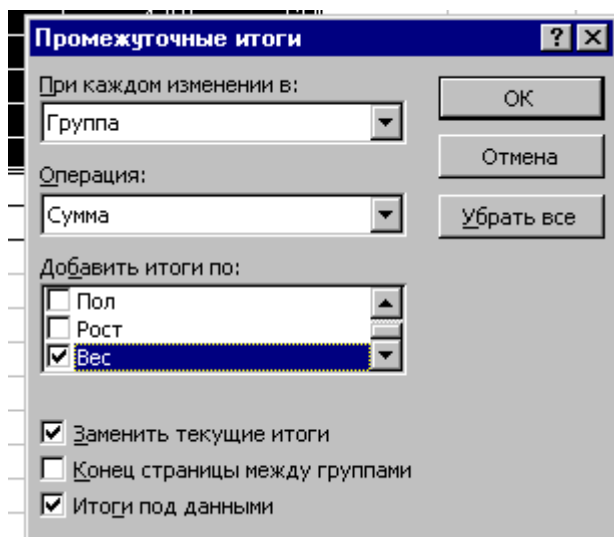 Промежуточные итоги
При каждом изменении в:
Группа
Операция:
Сумма
Добавить итоги по:
Пол
Рост
Вес
Заменить текущие итоги
Конец страницы между группами
Итоги под данными
ОК
Отмена
Убрать все